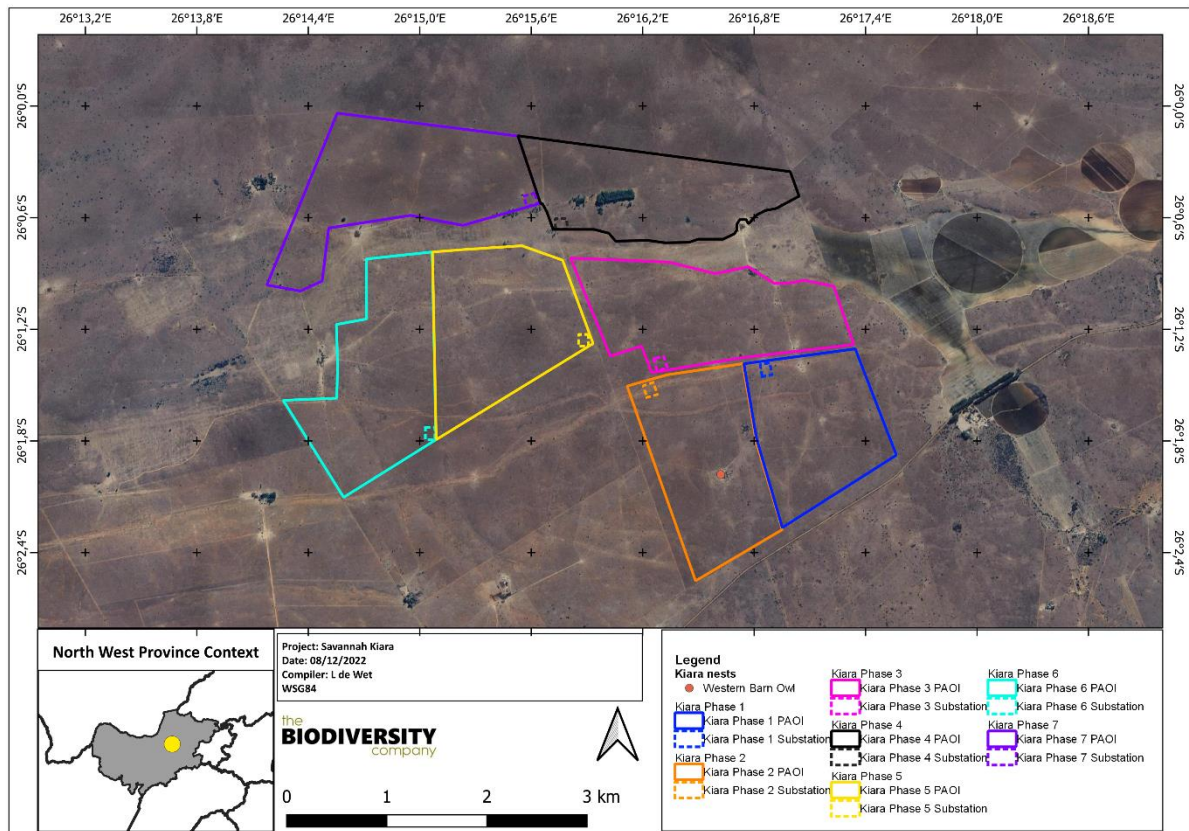 26°13,2'E 26°13,8'E 26°14,4'E 26°15,0'E 26°15,6'E 26°16,2'E 26°16,8'E 26°17,4'E 26°18,0'E 26°18,6'E
26°0,0'S 26°0,0'S
26°0,6'S 26°0,6'S
26°1,2'S 26°1,2'S
26°1,8'S 26°1,8'S
26°2,4'S 26°2,4'S
North West Province Context
Project: Savannah Kiara
Date: 08/12/2022
Compiler: L de Wet
WSG84
the
BIODIVERSITY
company
0 1 2 3 km
Legend
Kiara nests
Western Barn Owl
Kiara Phase 1
Kiara Phase 1 PAOI
Kiara Phase 1 Substation
Kiara Phase 2
Kiara Phase 2 PAOI
Kiara Phase 2 Substation
Kiara Phase 3
Kiara Phase 3 PAOI
Kiara Phase 3 Substation
Kiara Phase 4
Kiara Phase 4 PAOI
Kiara Phase 4 Substation
Kiara Phase 5
Kiara Phase 5 PAOI
Kiara Phase 5 Substation
Kiara Phase 6
Kiara Phase 6 PAOI
Kiara Phase 6 Substation
Kiara Phase 7
Kiara Phase 7 PAOI
Kiara Phase 7 Substation